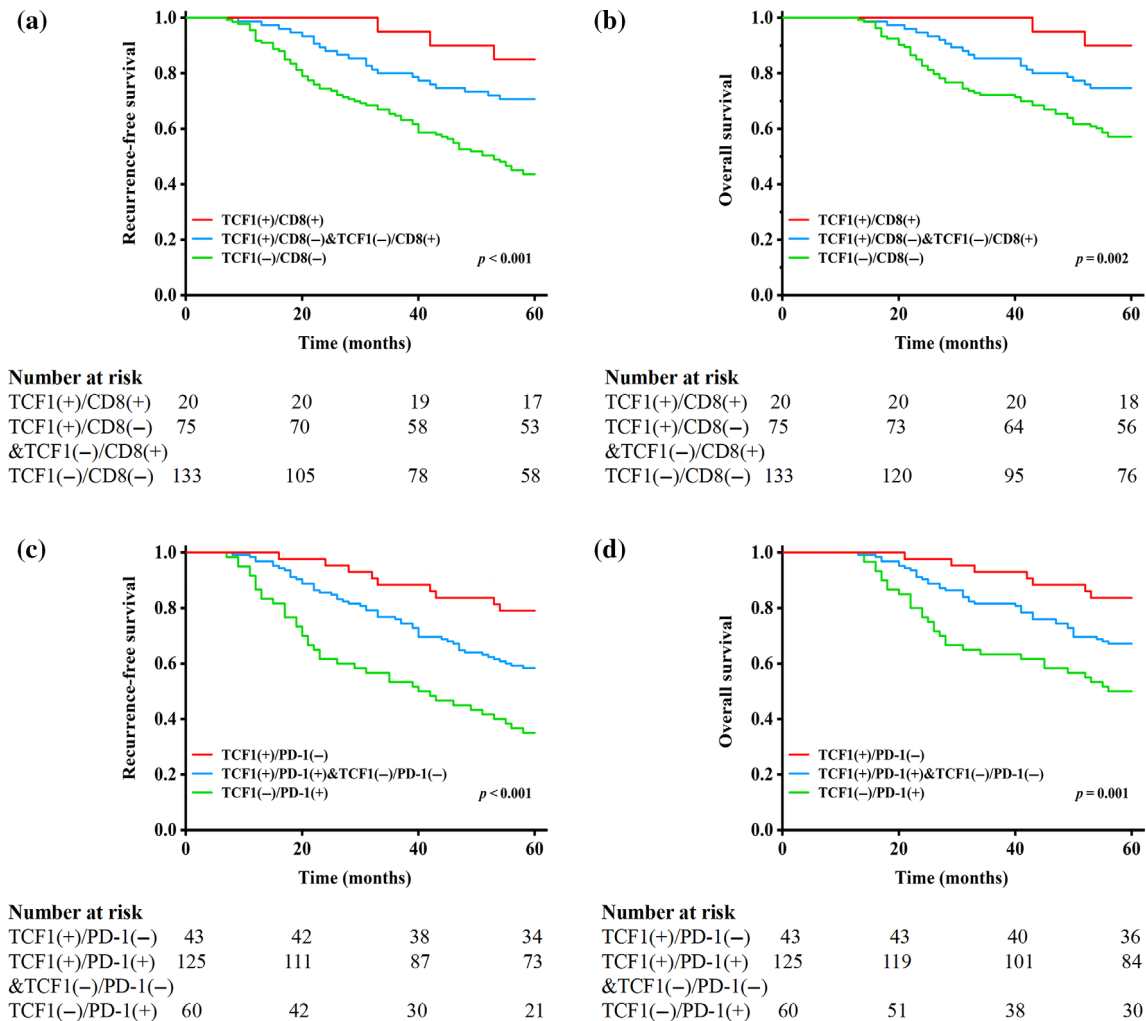 (a)
Recurrence-free survival
1.0
0.8
0.6
0.4
0.2
0.0
TCF1(+)/CD8(+)
TCF1(+)/CD8(−)&TCF1(−)/CD8(+)
TCF1(−)/CD8(−)
p < 0.001
0 20 40 60
Time (months)
Number at risk
TCF1(+)/CD8(+) 20 20 19 17
TCF1(+)/CD8(−) 75 70 58 53
&TCF1(−)/CD8(+)
TCF1(−)/CD8(−) 133 105 78 58
(b)
Overall survival
1.0
0.8
0.6
0.4
0.2
0.0
TCF1(+)/CD8(+)
TCF1(+)/CD8(−)&TCF1(−)/CD8(+)
TCF1(−)/CD8(−)
p = 0.002
0 20 40 60
Time (months)
Number at risk
TCF1(+)/CD8(+) 20 20 20 18
TCF1(+)/CD8(−) 75 73 64 56
&TCF1(−)/CD8(+)
TCF1(−)/CD8(−) 133 120 95 76
(c)
Recurrence-free survival
1.0
0.8
0.6
0.4
0.2
0.0
TCF1(+)/PD-1(−)
TCF1(+)/PD-1(+)&TCF1(−)/PD-1(−)
TCF1(−)/PD-1(+)
p < 0.001
0 20 40 60
Time (months)
Number at risk
TCF1(+)/PD-1(−) 43 42 38 34
TCF1(+)/PD-1(+) 125 111 87 73
&TCF1(−)/PD-1(−)
TCF1(−)/PD-1(+) 60 42 30 21
(d)
Overall survival
1.0
0.8
0.6
0.4
0.2
0.0
TCF1(+)/PD-1(−)
TCF1(+)/PD-1(+)&TCF1(−)/PD-1(−)
TCF1(−)/PD-1(+)
p = 0.001
0 20 40 60
Time (months)
Number at risk
TCF1(+)/PD-1(−) 43 43 40 36
TCF1(+)/PD-1(+) 125 119 101 84
&TCF1(−)/PD-1(−)
TCF1(−)/PD-1(+) 60 51 38 30